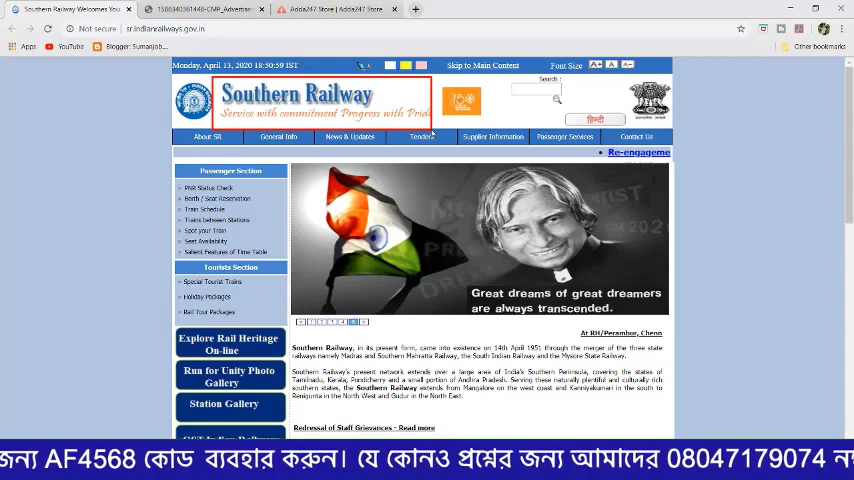 Southern Railway Welcomes You
1586340361448-CMP_Advertise
Adda247 Store | Adda247 Store
Not secure | sr.indianrailways.gov.in
Apps YouTube Blogger: Sumanjob... Other bookmarks
Monday, April 13, 2020 18:50:59 IST
Skip to Main Content
Font Size A+ A A-
Search :
Southern Railway
Service with commitment Progress with Prid
हिन्दी
About SR General Info News & Updates Tenders Supplier Information Passenger Services Contact Us
• Re-engageme
Passenger Section
» PNR Status Check
» Berth / Seat Reservation
» Train Schedule
» Trains between Stations
» Spot your Train
» Seat Availability
» Salient Features of Time Table
Tourists Section
» Special Tourist Trains
» Holiday Packages
» Rail Tour Packages
Explore Rail Heritage
On-line
Run for Unity Photo
Gallery
Station Gallery
Great dreams of great dreamers
are always transcended.
< 1 2 3 4 5 >
At RH/Perambur, Chenn
Southern Railway, in its present form, came into existence on 14th April 1951 through the merger of the three state
railways namely Madras and Southern Mahratta Railway, the South Indian Railway and the Mysore State Railway.
Southern Railway's present network extends over a large area of India's Southern Peninsula, covering the states of
Tamilnadu, Kerala, Pondicherry and a small portion of Andhra Pradesh. Serving these naturally plentiful and culturally rich
southern states, the Southern Railway extends from Mangalore on the west coast and Kanniyakumari in the south to
Renigunta in the North West and Gudur in the North East.
Redressal of Staff Grievances - Read more
জন্য AF4568 কোড ব্যবহার করুন। যে কোনও প্রশ্নের জন্য আমাদের 08047179074 নম্